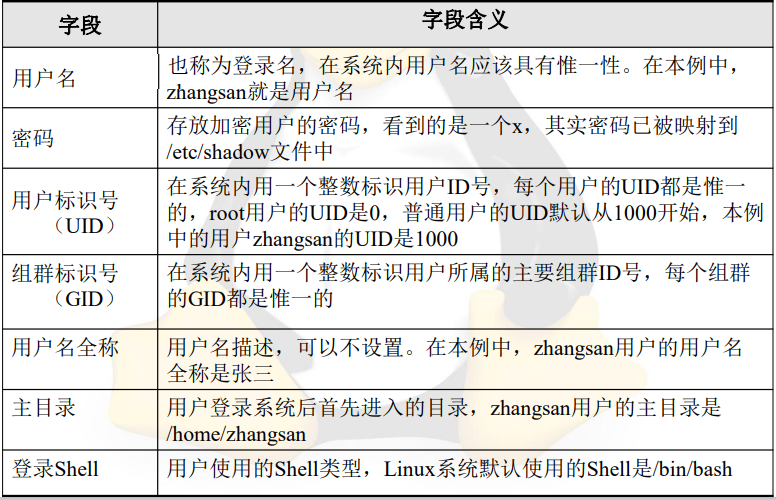 字段
字段含义
用户名
也称为登录名，在系统内用户名应该具有惟一性。在本例中，
zhangsan就是用户名
密码
存放加密用户的密码，看到的是一个x，其实密码已被映射到
/etc/shadow文件中
用户标识号
（UID）
在系统内用一个整数标识用户ID号，每个用户的UID都是惟一
的，root用户的UID是0，普通用户的UID默认从1000开始，本例
中的用户zhangsan的UID是1000
组群标识号
（GID）
在系统内用一个整数标识用户所属的主要组群ID号，每个组群
的GID都是惟一的
用户名全称
用户名描述，可以不设置。在本例中，zhangsan用户的用户名
全称是张三
主目录
用户登录系统后首先进入的目录，zhangsan用户的主目录是
/home/zhangsan
登录Shell
用户使用的Shell类型，Linux系统默认使用的Shell是/bin/bash